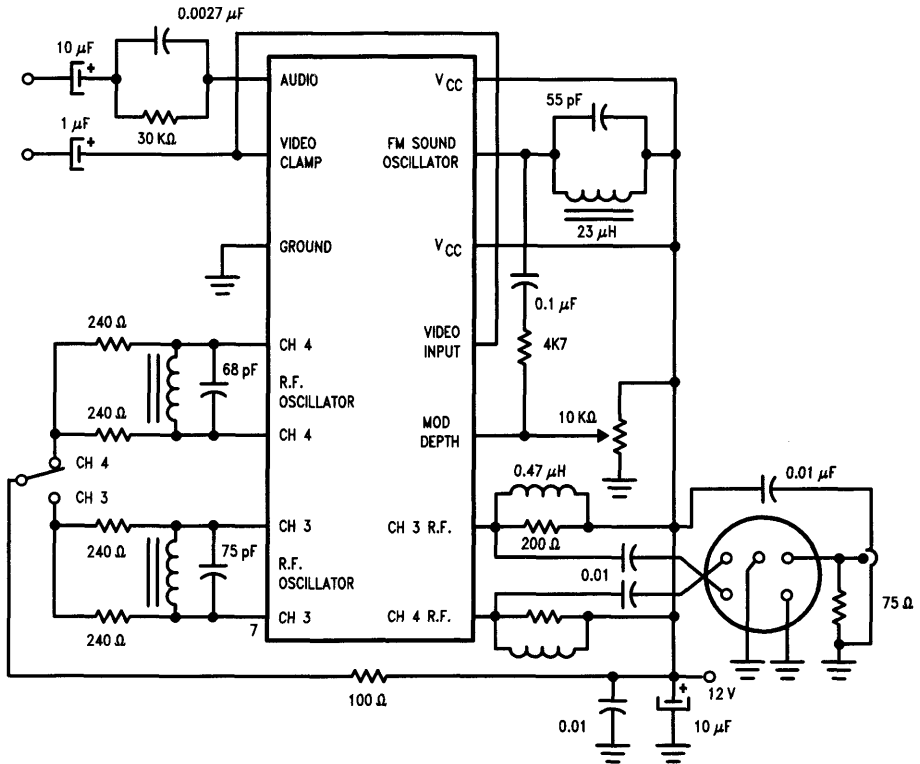 0.0027 μF
10 μF
+
30 KΩ
1 μF
+
AUDIO
VIDEO
CLAMP
GROUND
CH 4
R.F.
OSCILLATOR
CH 4
CH 3
R.F.
OSCILLATOR
CH 3
7
VCC
FM SOUND
OSCILLATOR
VCC
VIDEO
INPUT
MOD
DEPTH
CH 3 R.F.
CH 4 R.F.
55 pF
23 μH
0.1 μF
4K7
10 KΩ
240 Ω
68 pF
240 Ω
CH 4
CH 3
240 Ω
75 pF
240 Ω
0.47 μH
200 Ω
0.01
0.01 μF
75 Ω
100 Ω
12 V
+
0.01
10 μF